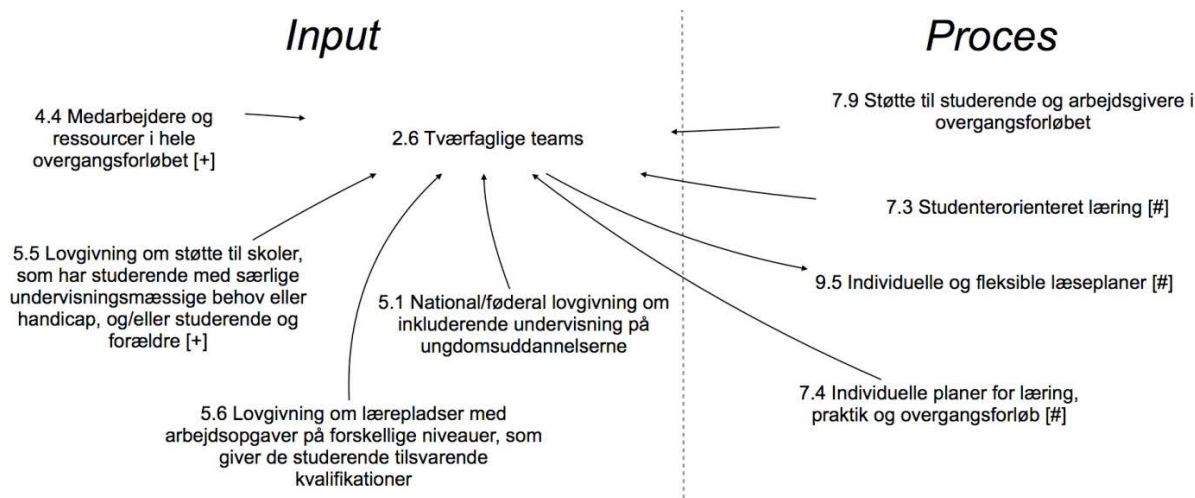 Input
4.4 Medarbejdere og
ressourcer i hele
overgangsforløbet [+]
2.6 Tværfaglige teams
5.5 Lovgivning om støtte til skoler,
som har studerende med særlige
undervisningsmæssige behov eller
handicap, og/eller studerende og
forældre [+]
5.1 National/føderal lovgivning om
inkluderende undervisning på
ungdomsuddannelserne
5.6 Lovgivning om lærepladser med
arbejdsopgaver på forskellige niveauer, som
giver de studerende tilsvarende
kvalifikationer
Proces
7.9 Støtte til studerende og arbejdsgivere i
overgangsforløbet
7.3 Studenterorienteret læring [#]
9.5 Individuelle og fleksible læseplaner [#]
7.4 Individuelle planer for læring,
praktik og overgangsforløb [#]